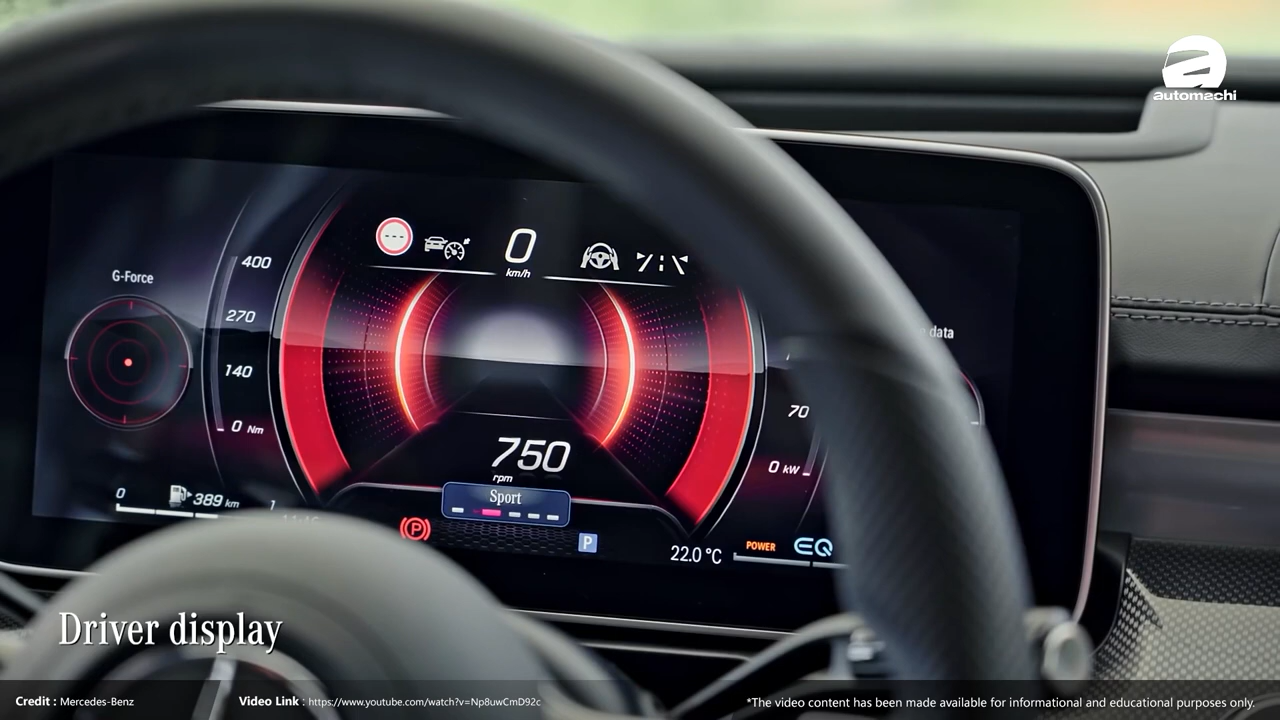 automachi
G-Force
400
270
140
0 Nm
0
km/h
e data
70
0 kW
750
rpm
Sport
0
389 km
1
P
P
22.0 °C
POWER
EQ
Driver display
Credit : Mercedes-Benz
Video Link : https://www.youtube.com/watch?v=Np8uwCmD92c
*The video content has been made available for informational and educational purposes only.